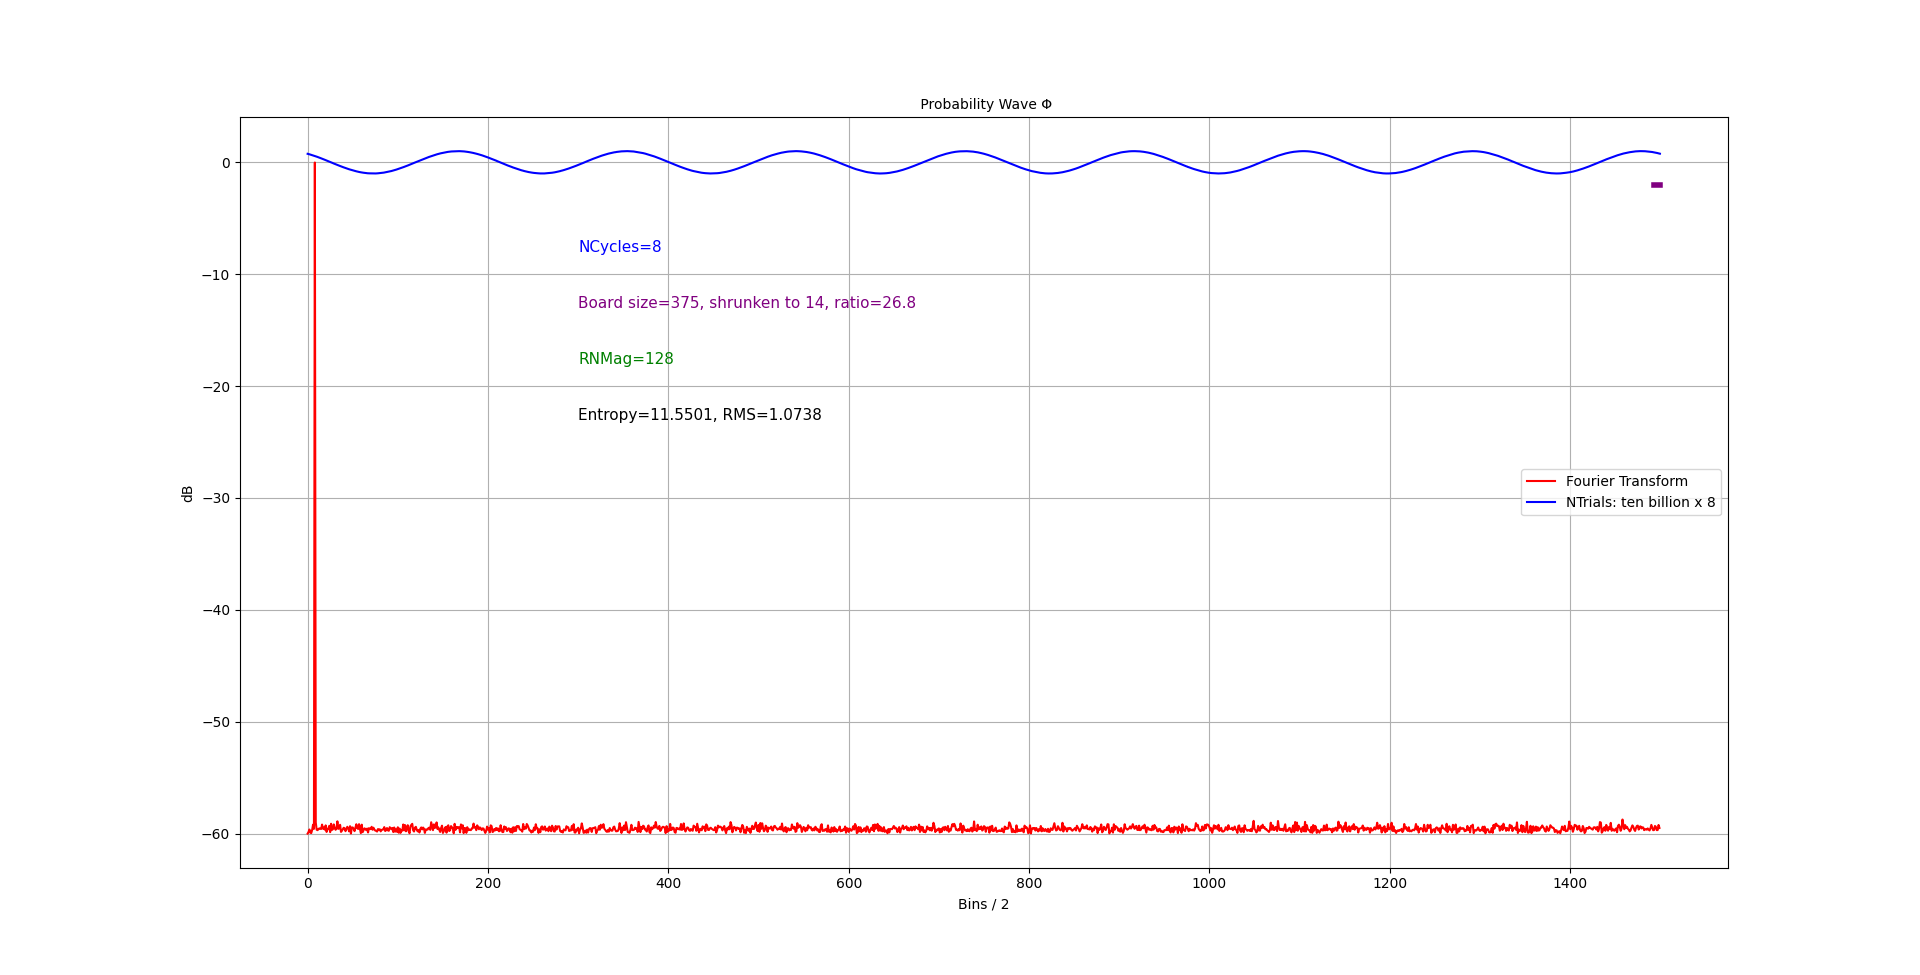 Probability Wave Φ
0
−10
−20
−30
−40
−50
−60
dB
NCycles=8
Board size=375, shrunken to 14, ratio=26.8
RNMag=128
Entropy=11.5501, RMS=1.0738
Fourier Transform
NTrials: ten billion x 8
0 200 400 600 800 1000 1200 1400
Bins / 2